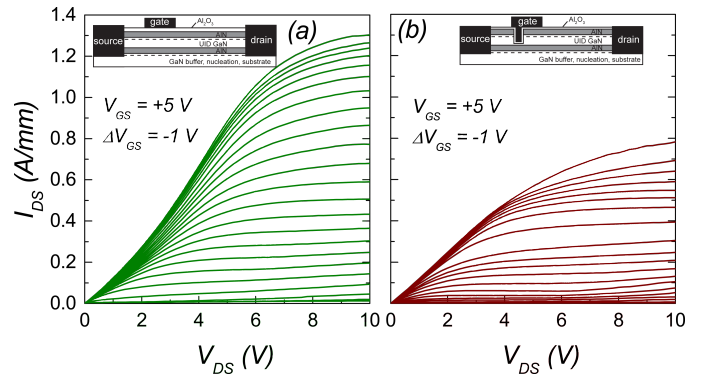 gate
Al₂O₃
(a)
source
AlN
UID GaN
AlN
drain
GaN buffer, nucleation, substrate
V_GS = +5 V
ΔV_GS = -1 V
1.4
1.2
1.0
0.8
0.6
0.4
0.2
0.0
I_DS (A/mm)
0 2 4 6 8 10
V_DS (V)
(b)
gate
Al₂O₃
source
AlN
UID GaN
AlN
drain
GaN buffer, nucleation, substrate
V_GS = +5 V
ΔV_GS = -1 V
0 2 4 6 8 10
V_DS (V)